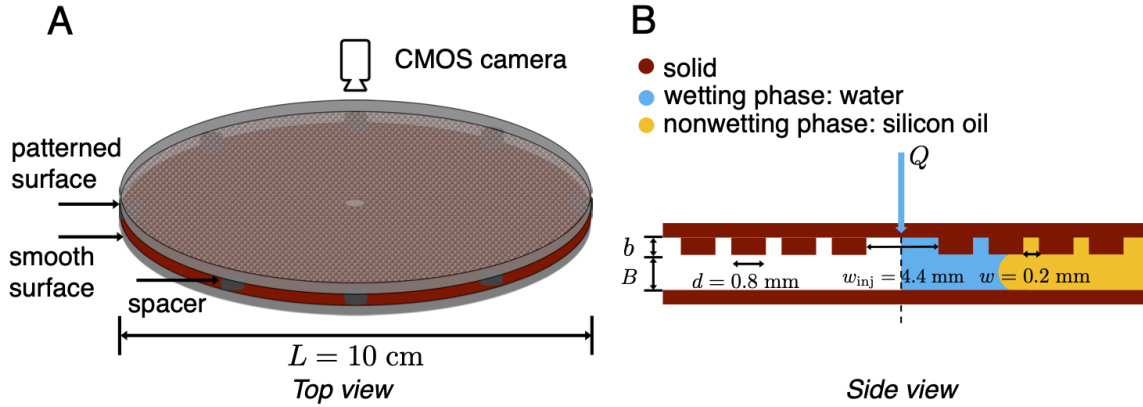 A
CMOS camera
patterned
surface
smooth
surface
spacer
L = 10 cm
Top view
B
solid
wetting phase: water
nonwetting phase: silicon oil
Q
b
B
d = 0.8 mm
w_inj = 4.4 mm
w = 0.2 mm
Side view